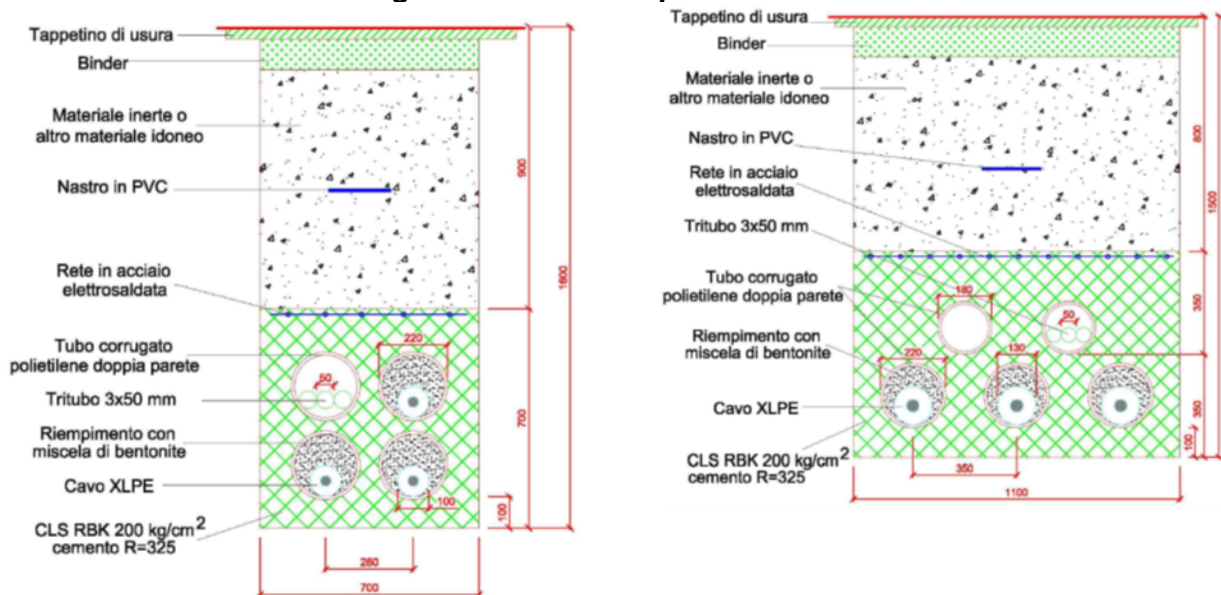 Tappetino di usura
Binder
Materiale inerte o
altro materiale idoneo
Nastro in PVC
Rete in acciaio
elettrosaldata
Tubo corrugato
polietilene doppia parete
Tritubo 3x50 mm
Riempimento con
miscela di bentonite
Cavo XLPE
CLS RBK 200 kg/cm²
cemento R=325
900
1600
700
220
50
100
100
280
700
Tappetino di usura
Binder
Materiale inerte o
altro materiale idoneo
Nastro in PVC
Rete in acciaio
elettrosaldata
Tritubo 3x50 mm
Tubo corrugato
polietilene doppia parete
Riempimento con
miscela di bentonite
Cavo XLPE
CLS RBK 200 kg/cm²
cemento R=325
800
1500
180
50
350
220
130
350
100
350
1100